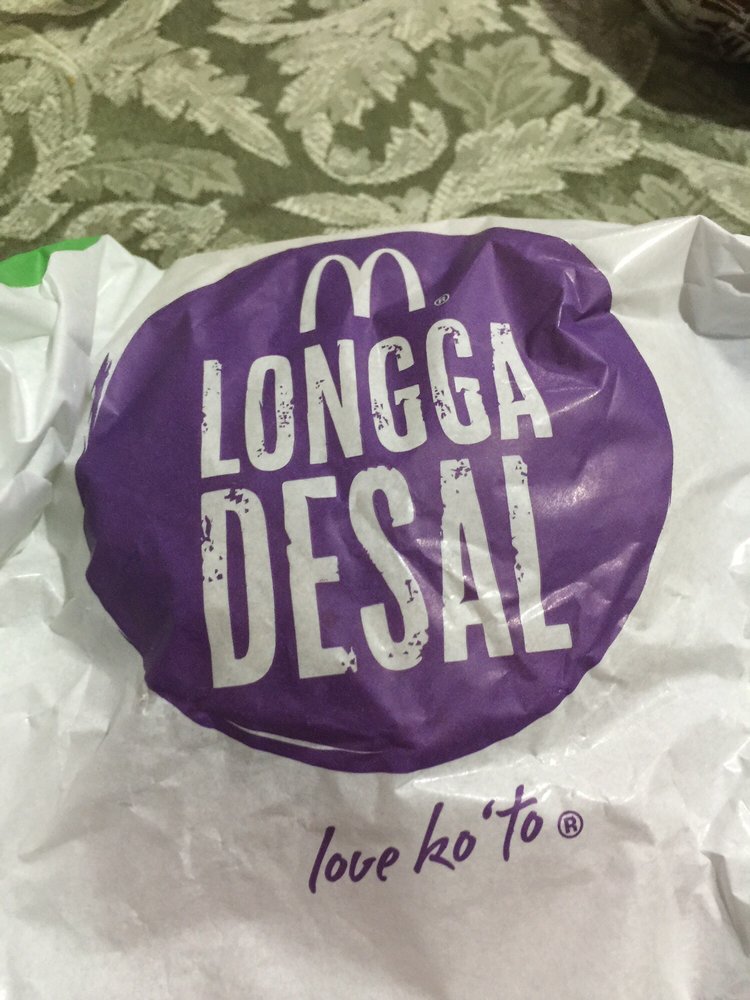 ®
LONGGA
DESAL
love ko 'to ®